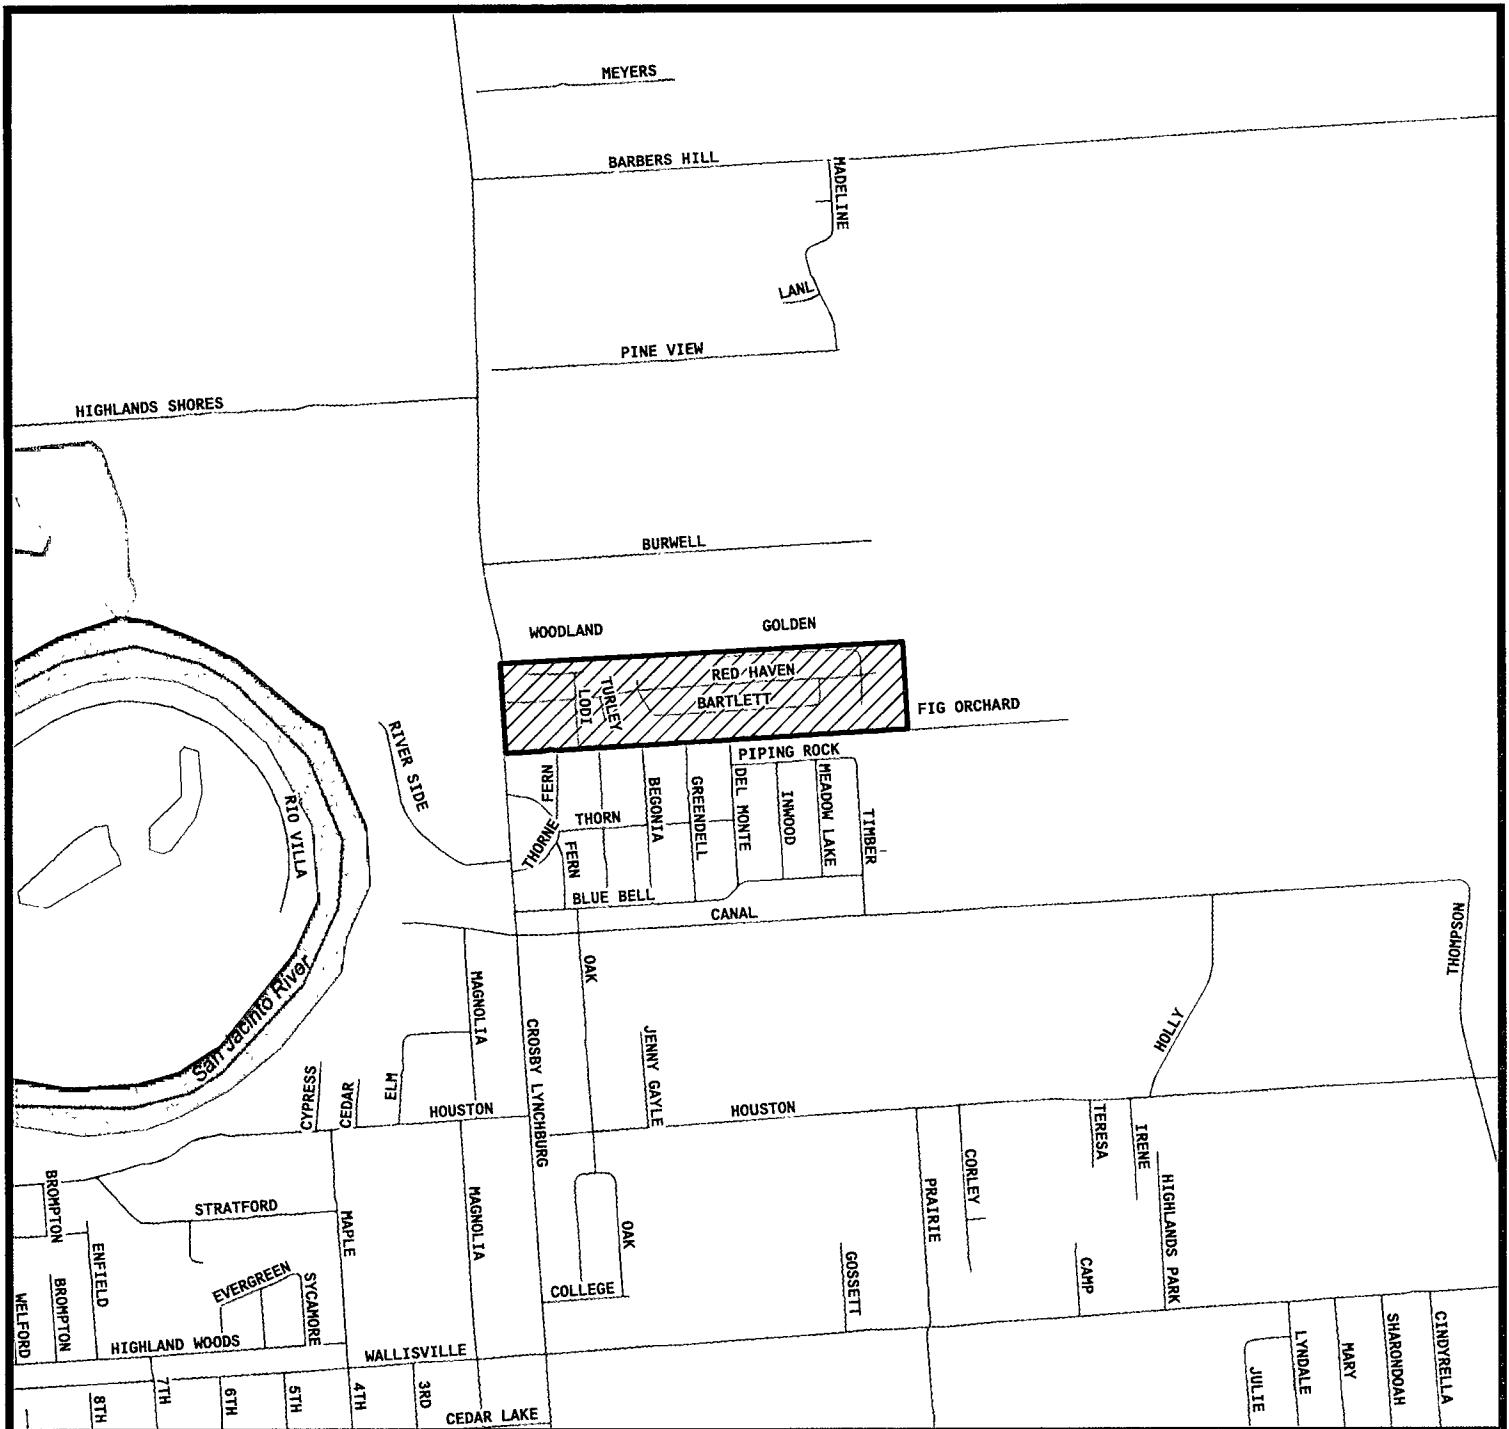 MEYERS
BARBERS HILL
MADELINE
LANL
PINE VIEW
HIGHLANDS SHORES
BURWELL
WOODLAND
GOLDEN
RED HAVEN
TURLEY
LODI
BARTLETT
FIG ORCHARD
RIVER SIDE
PIPING ROCK
FERN
BEGONIA
GREENDELL
DEL MONTE
INWOOD
MEADOW LAKE
TIMBER
RIO VILLA
THORNE
THORN
FERN
BLUE BELL
CANAL
THOMPSON
OAK
MAGNOLIA
San Jacinto River
CROSBY LYNCHBURG
JENNY GAYLE
HOLLY
CYPRESS
CEDAR
ELM
HOUSTON
HOUSTON
TERESA
IRENE
CORLEY
PRAIRIE
HIGHLANDS PARK
BROMPTON
STRATFORD
MAPLE
MAGNOLIA
OAK
ENFIELD
EVERGREEN
SYCAMORE
COLLEGE
GOSSETT
CAMP
WELFORD
BROMPTON
HIGHLAND WOODS
WALLISVILLE
LYNDALE
MARY
SHARONDOAH
CINDYRELLA
JULIE
8TH
7TH
6TH
5TH
4TH
3RD
CEDAR LAKE